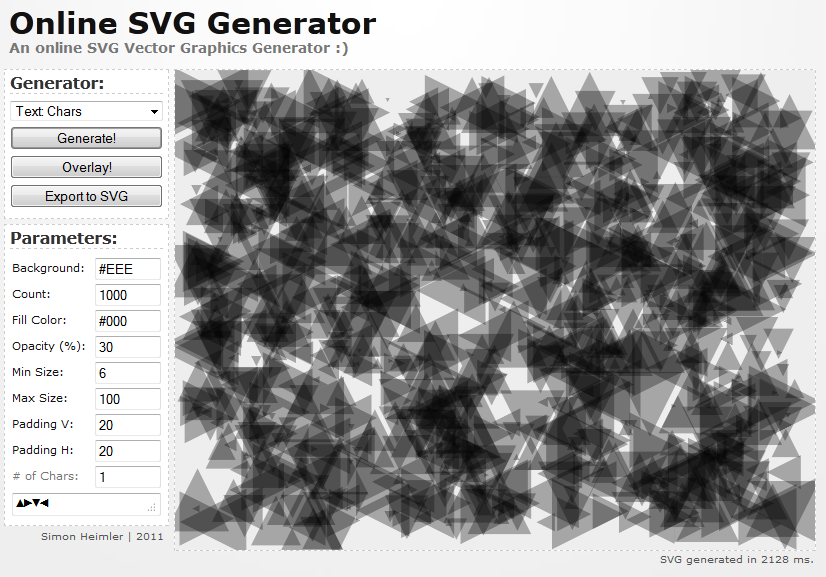 Online SVG Generator
An online SVG Vector Graphics Generator :)
Generator:
Text: Chars
Generate!
Overlay!
Export to SVG
Parameters:
Background: #EEE
Count: 1000
Fill Color: #000
Opacity (%): 30
Min Size: 6
Max Size: 100
Padding V: 20
Padding H: 20
# of Chars: 1
▲▶▼◀
Simon Heimler | 2011
SVG generated in 2128 ms.